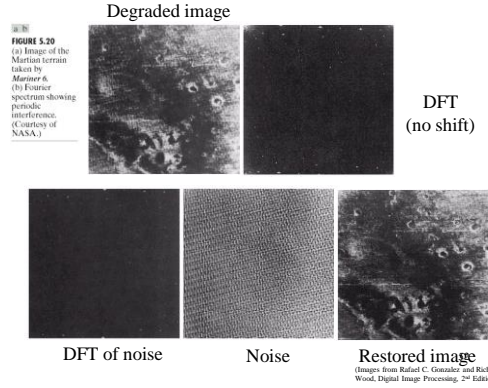 Degraded image
a b
FIGURE 5.20
(a) Image of the
Martian terrain
taken by
Mariner 6.
(b) Fourier
spectrum showing
periodic
interference.
(Courtesy of
NASA.)
DFT
(no shift)
DFT of noise
Noise
Restored image
(Images from Rafael C. Gonzalez and Rich
Wood, Digital Image Processing, 2nd Editio